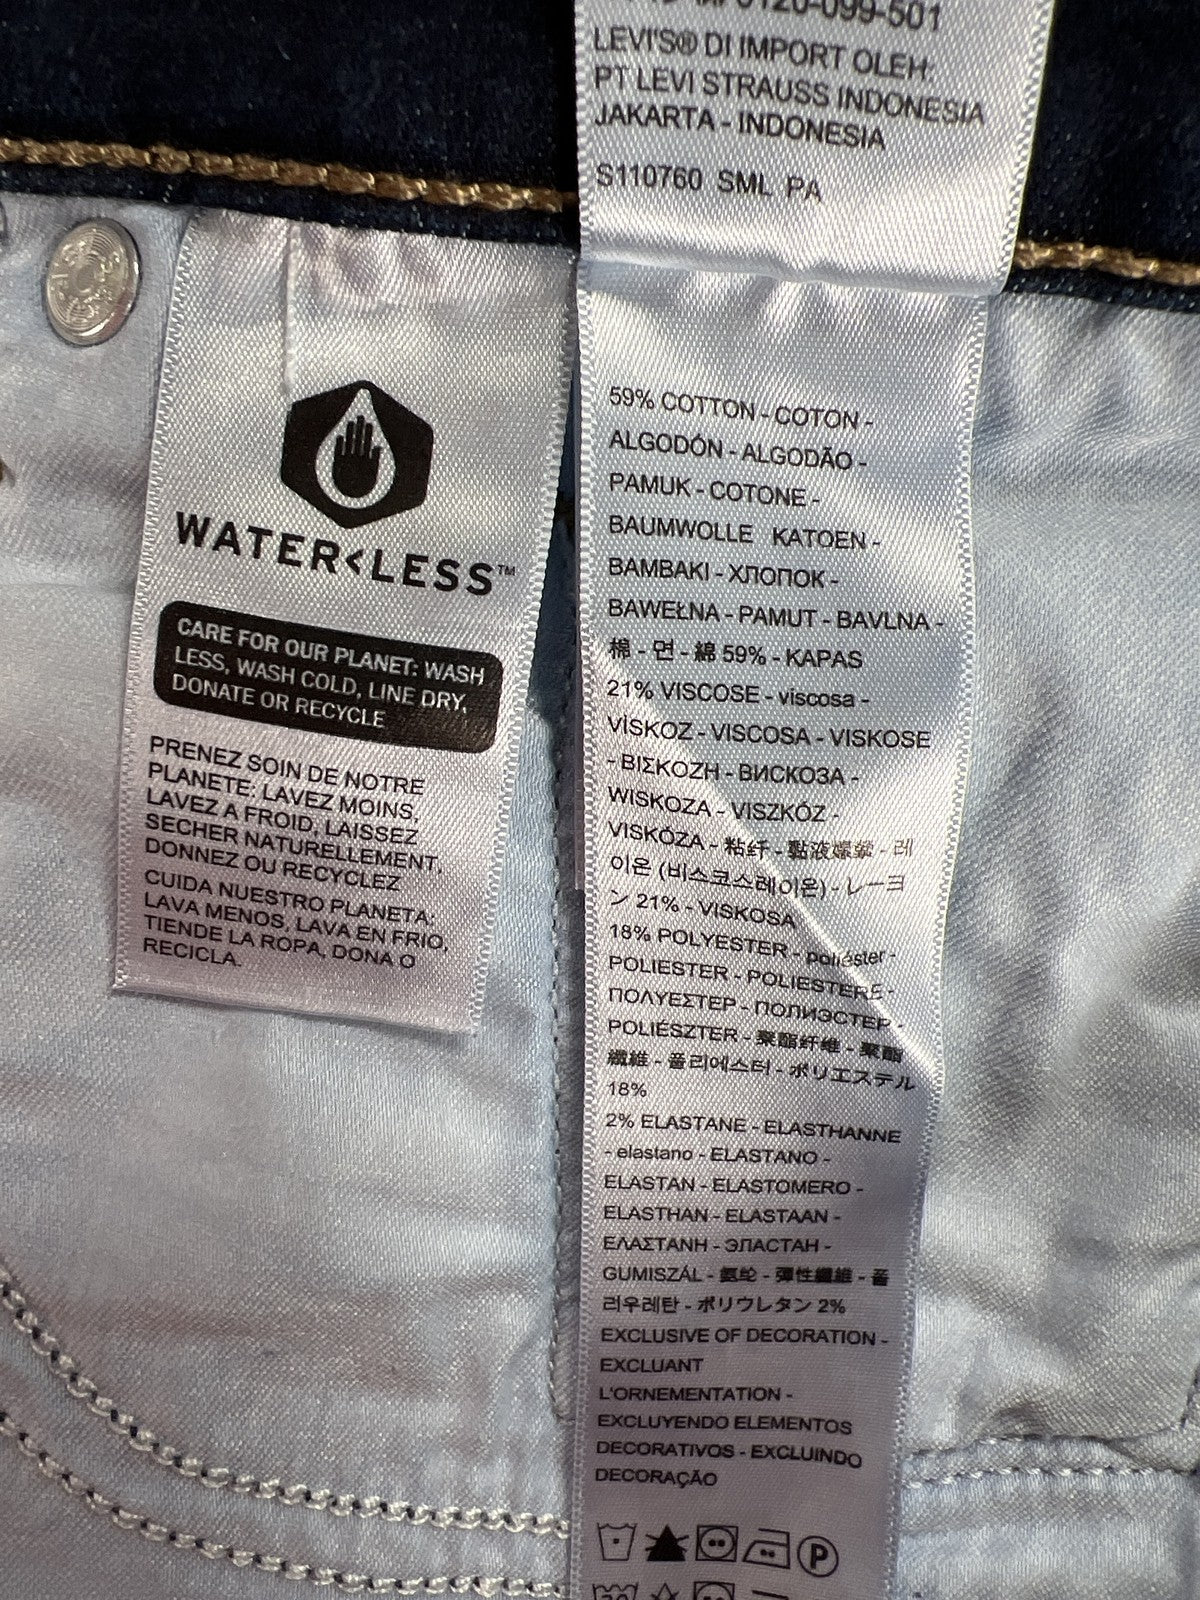 0120-099-501
LEVI'S® DI IMPORT OLEH:
PT LEVI STRAUSS INDONESIA
JAKARTA - INDONESIA
S110760 SML PA
WATER<LESS™
CARE FOR OUR PLANET: WASH
LESS, WASH COLD, LINE DRY,
DONATE OR RECYCLE
PRENEZ SOIN DE NOTRE
PLANETE: LAVEZ MOINS,
LAVEZ A FROID, LAISSEZ
SECHER NATURELLEMENT,
DONNEZ OU RECYCLEZ
CUIDA NUESTRO PLANETA:
LAVA MENOS, LAVA EN FRIO,
TIENDE LA ROPA, DONA O
RECICLA.
59% COTTON - COTON -
ALGODÓN - ALGODÃO -
PAMUK - COTONE -
BAUMWOLLE KATOEN -
BAMBAKI - ХЛОПОК -
BAWEŁNA - PAMUT - BAVLNA -
棉 - 면 - 綿 59% - KAPAS
21% VISCOSE - viscosa -
VİSKOZ - VISCOSA - VISKOSE
- ΒΙΣΚΟΖΗ - ВИСКОЗА -
WISKOZA - VISZKÓZ -
VISKÓZA - 粘纤 - 黏液嫘縈 - 레
이온 (비스코스레이온) - レーヨ
ン 21% - VISKOSA
18% POLYESTER - poliéster -
POLIESTER - POLIESTERE -
ΠΟΛΥΕΣΤΕΡ - ПОЛИЭСТЕР -
POLIÉSZTER - 聚酯纤维 - 聚酯
纖維 - 폴리에스터 - ポリエステル
18%
2% ELASTANE - ELASTHANNE
- elastano - ELASTANO -
ELASTAN - ELASTOMERO -
ELASTHAN - ELASTAAN -
ΕΛΑΣΤΑΝΗ - ЭЛАСТАН -
GUMISZÁL - 氨纶 - 彈性纖維 - 폴
리우레탄 - ポリウレタン 2%
EXCLUSIVE OF DECORATION -
EXCLUANT
L'ORNEMENTATION -
EXCLUYENDO ELEMENTOS
DECORATIVOS - EXCLUINDO
DECORAÇÃO
P